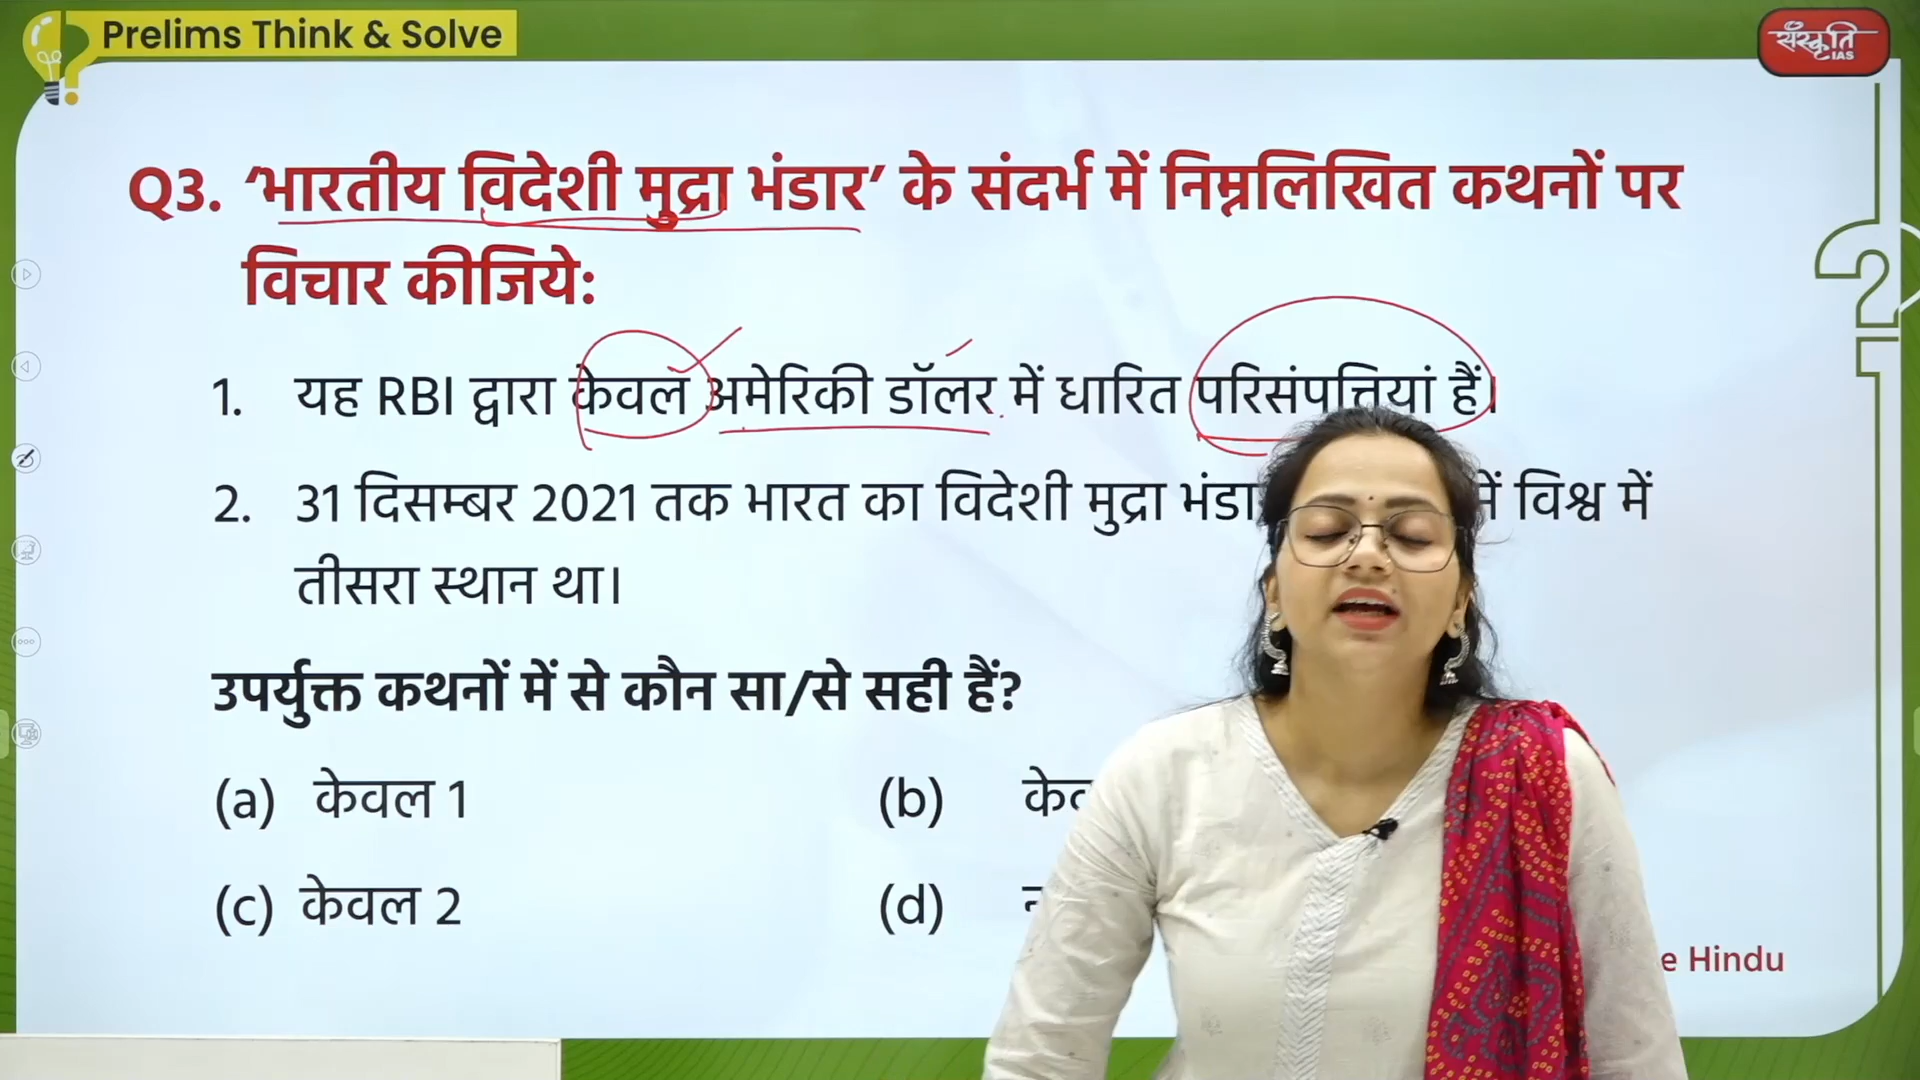 Prelims Think & Solve
संस्कृति
IAS
Q3. ‘भारतीय विदेशी मुद्रा भंडार’ के संदर्भ में निम्नलिखित कथनों पर
विचार कीजिये:
1. यह RBI द्वारा केवल अमेरिकी डॉलर में धारित परिसंपत्तियां हैं।
2. 31 दिसम्बर 2021 तक भारत का विदेशी मुद्रा विश्व में
तीसरा स्थान था।
उपर्युक्त कथनों में से कौन सा/से सही हैं?
(a) केवल 1 (b)
(c) केवल 2 (d)
Hindu